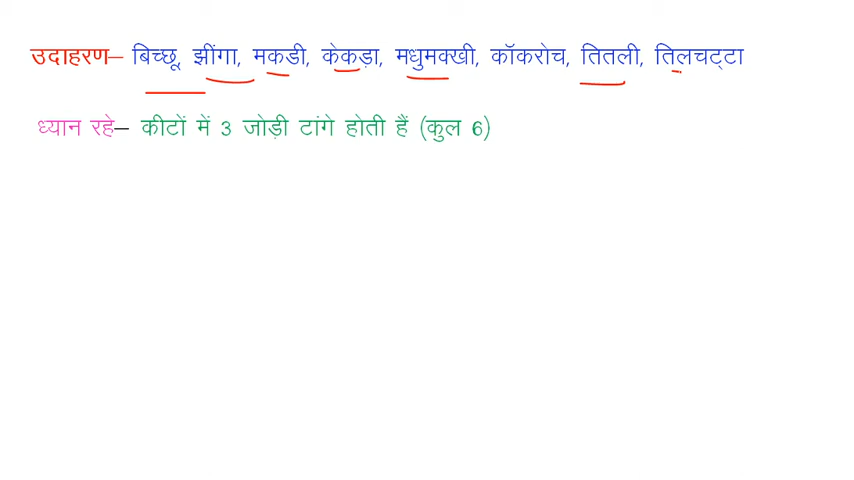 उदाहरण– बिच्छू, झींगा, मकडी, केकड़ा, मधुमक्खी, कॉकरोच, तितली, तिलचट्टा
ध्यान रहे– कीटों में 3 जोड़ी टांगे होती हैं (कुल 6)